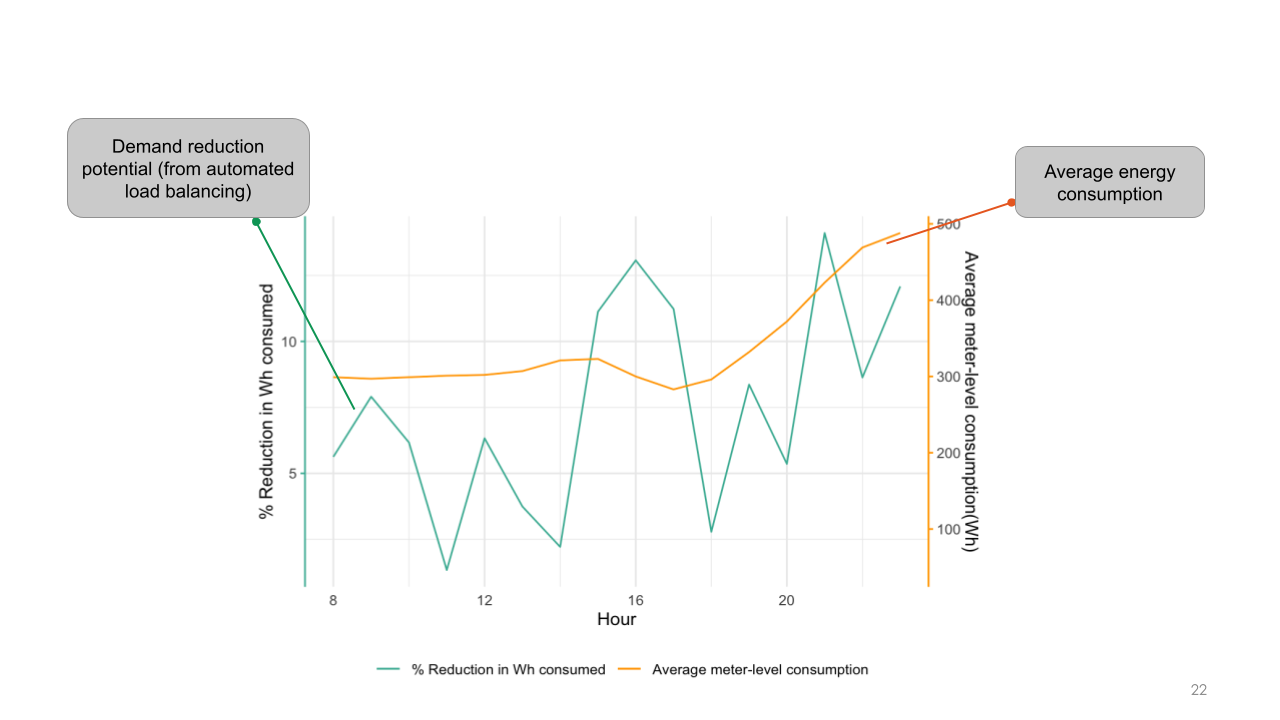 Demand reduction
potential (from automated
load balancing)
Average energy
consumption
% Reduction in Wh consumed
10
5
500
400
300
200
100
Average meter-level consumption(Wh)
8
12
16
20
Hour
% Reduction in Wh consumed
Average meter-level consumption
22